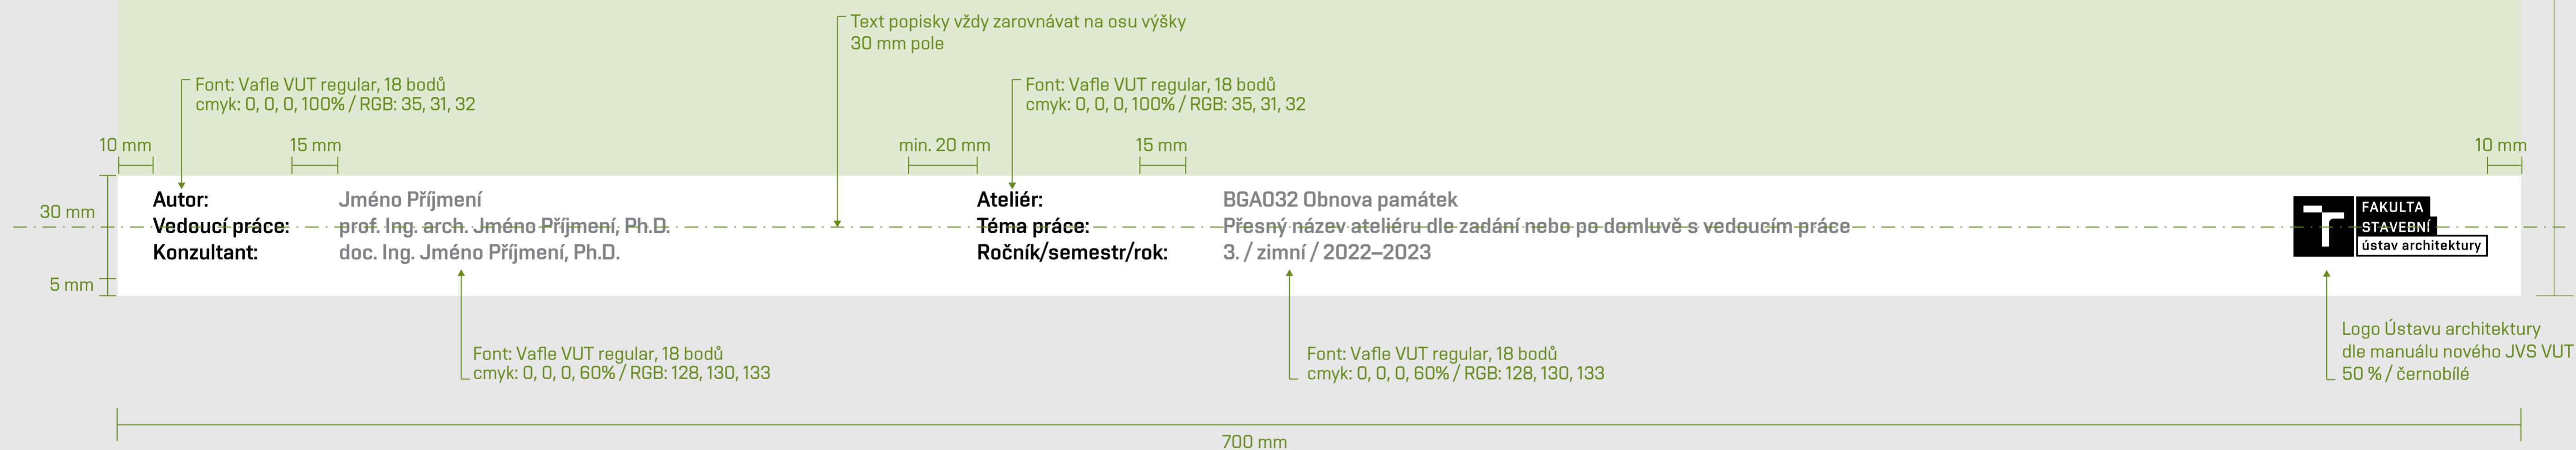 Text popisky vždy zarovnávat na osu výšky
30 mm pole
Font: Vafle VUT regular, 18 bodů
cmyk: 0, 0, 0, 100% / RGB: 35, 31, 32
Font: Vafle VUT regular, 18 bodů
cmyk: 0, 0, 0, 100% / RGB: 35, 31, 32
10 mm
15 mm
min. 20 mm
15 mm
10 mm
30 mm
5 mm
Autor:
Jméno Příjmení
Vedoucí práce:
prof. Ing. arch. Jméno Příjmení, Ph.D.
Konzultant:
doc. Ing. Jméno Příjmení, Ph.D.
Ateliér:
BGA032 Obnova památek
Téma práce:
Přesný název ateliéru dle zadání nebo po domluvě s vedoucím práce
Ročník/semestr/rok:
3. / zimní / 2022–2023
FAKULTA
STAVEBNÍ
ústav architektury
Font: Vafle VUT regular, 18 bodů
cmyk: 0, 0, 0, 60% / RGB: 128, 130, 133
Font: Vafle VUT regular, 18 bodů
cmyk: 0, 0, 0, 60% / RGB: 128, 130, 133
Logo Ústavu architektury
dle manuálu nového JVS VUT
50 % / černobílé
700 mm